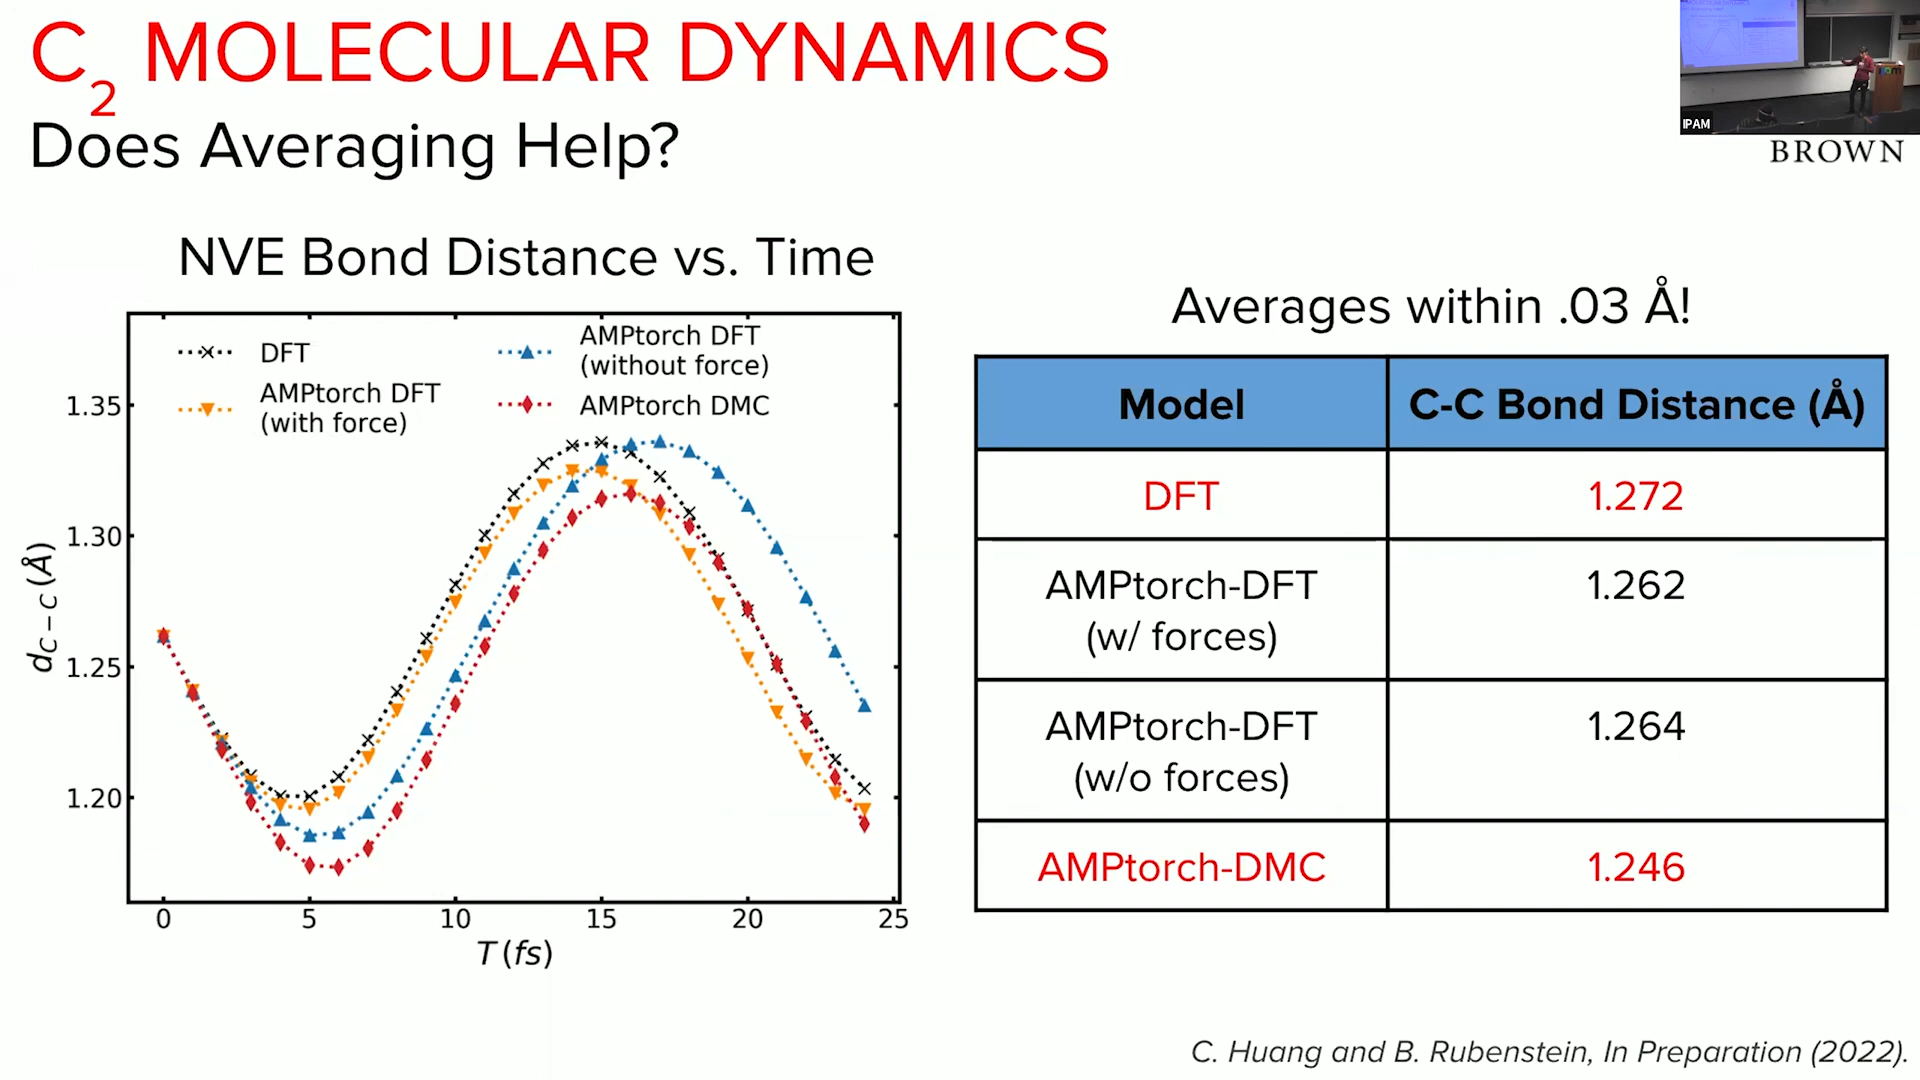 C2 MOLECULAR DYNAMICS
Does Averaging Help?
IPAM
BROWN
NVE Bond Distance vs. Time
DFT
AMPtorch DFT
(with force)
AMPtorch DFT
(without force)
AMPtorch DMC
1.35
1.30
1.25
1.20
d_{C-C} (Å)
0 5 10 15 20 25
T (fs)
Averages within .03 Å!
Model C-C Bond Distance (Å)
DFT 1.272
AMPtorch-DFT 1.262
(w/ forces)
AMPtorch-DFT 1.264
(w/o forces)
AMPtorch-DMC 1.246
C. Huang and B. Rubenstein, In Preparation (2022).